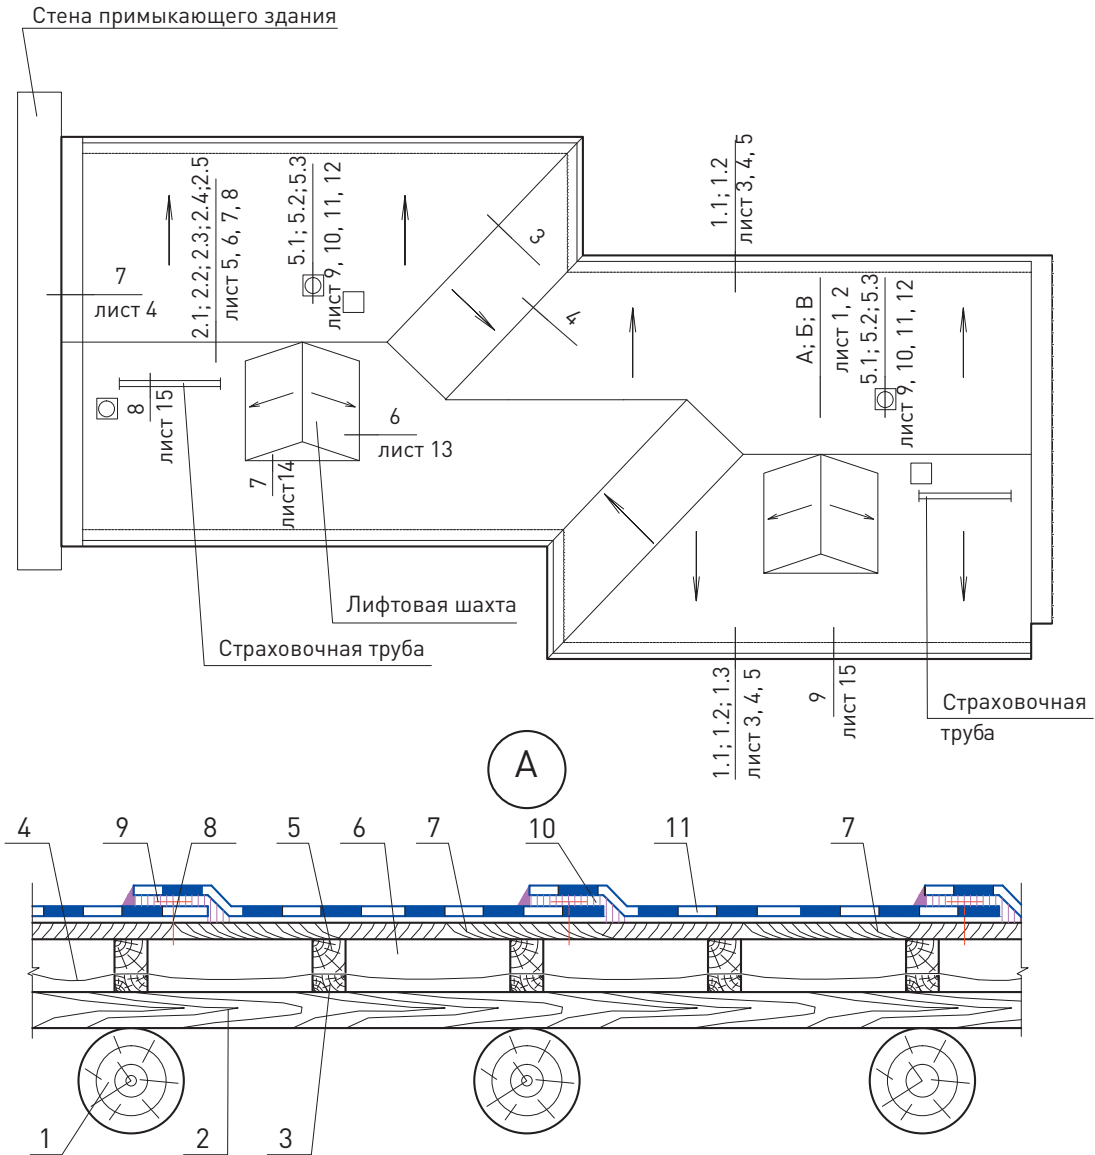 Стена примыкающего здания
7
лист 4
2.1; 2.2; 2.3; 2.4;2.5
лист 5, 6, 7, 8
5.1; 5.2; 5.3
лист 9, 10, 11, 12
3
4
1.1; 1.2
лист 3, 4, 5
А; Б; В
лист 1, 2
5.1; 5.2; 5.3
лист 9, 10, 11, 12
8
лист 15
6
лист 13
7
лист14
Лифтовая шахта
Страховочная труба
1.1; 1.2; 1.3
лист 3, 4, 5
9
лист 15
Страховочная
труба
А
4 9 8 5 6 7 10 11 7
1 2 3